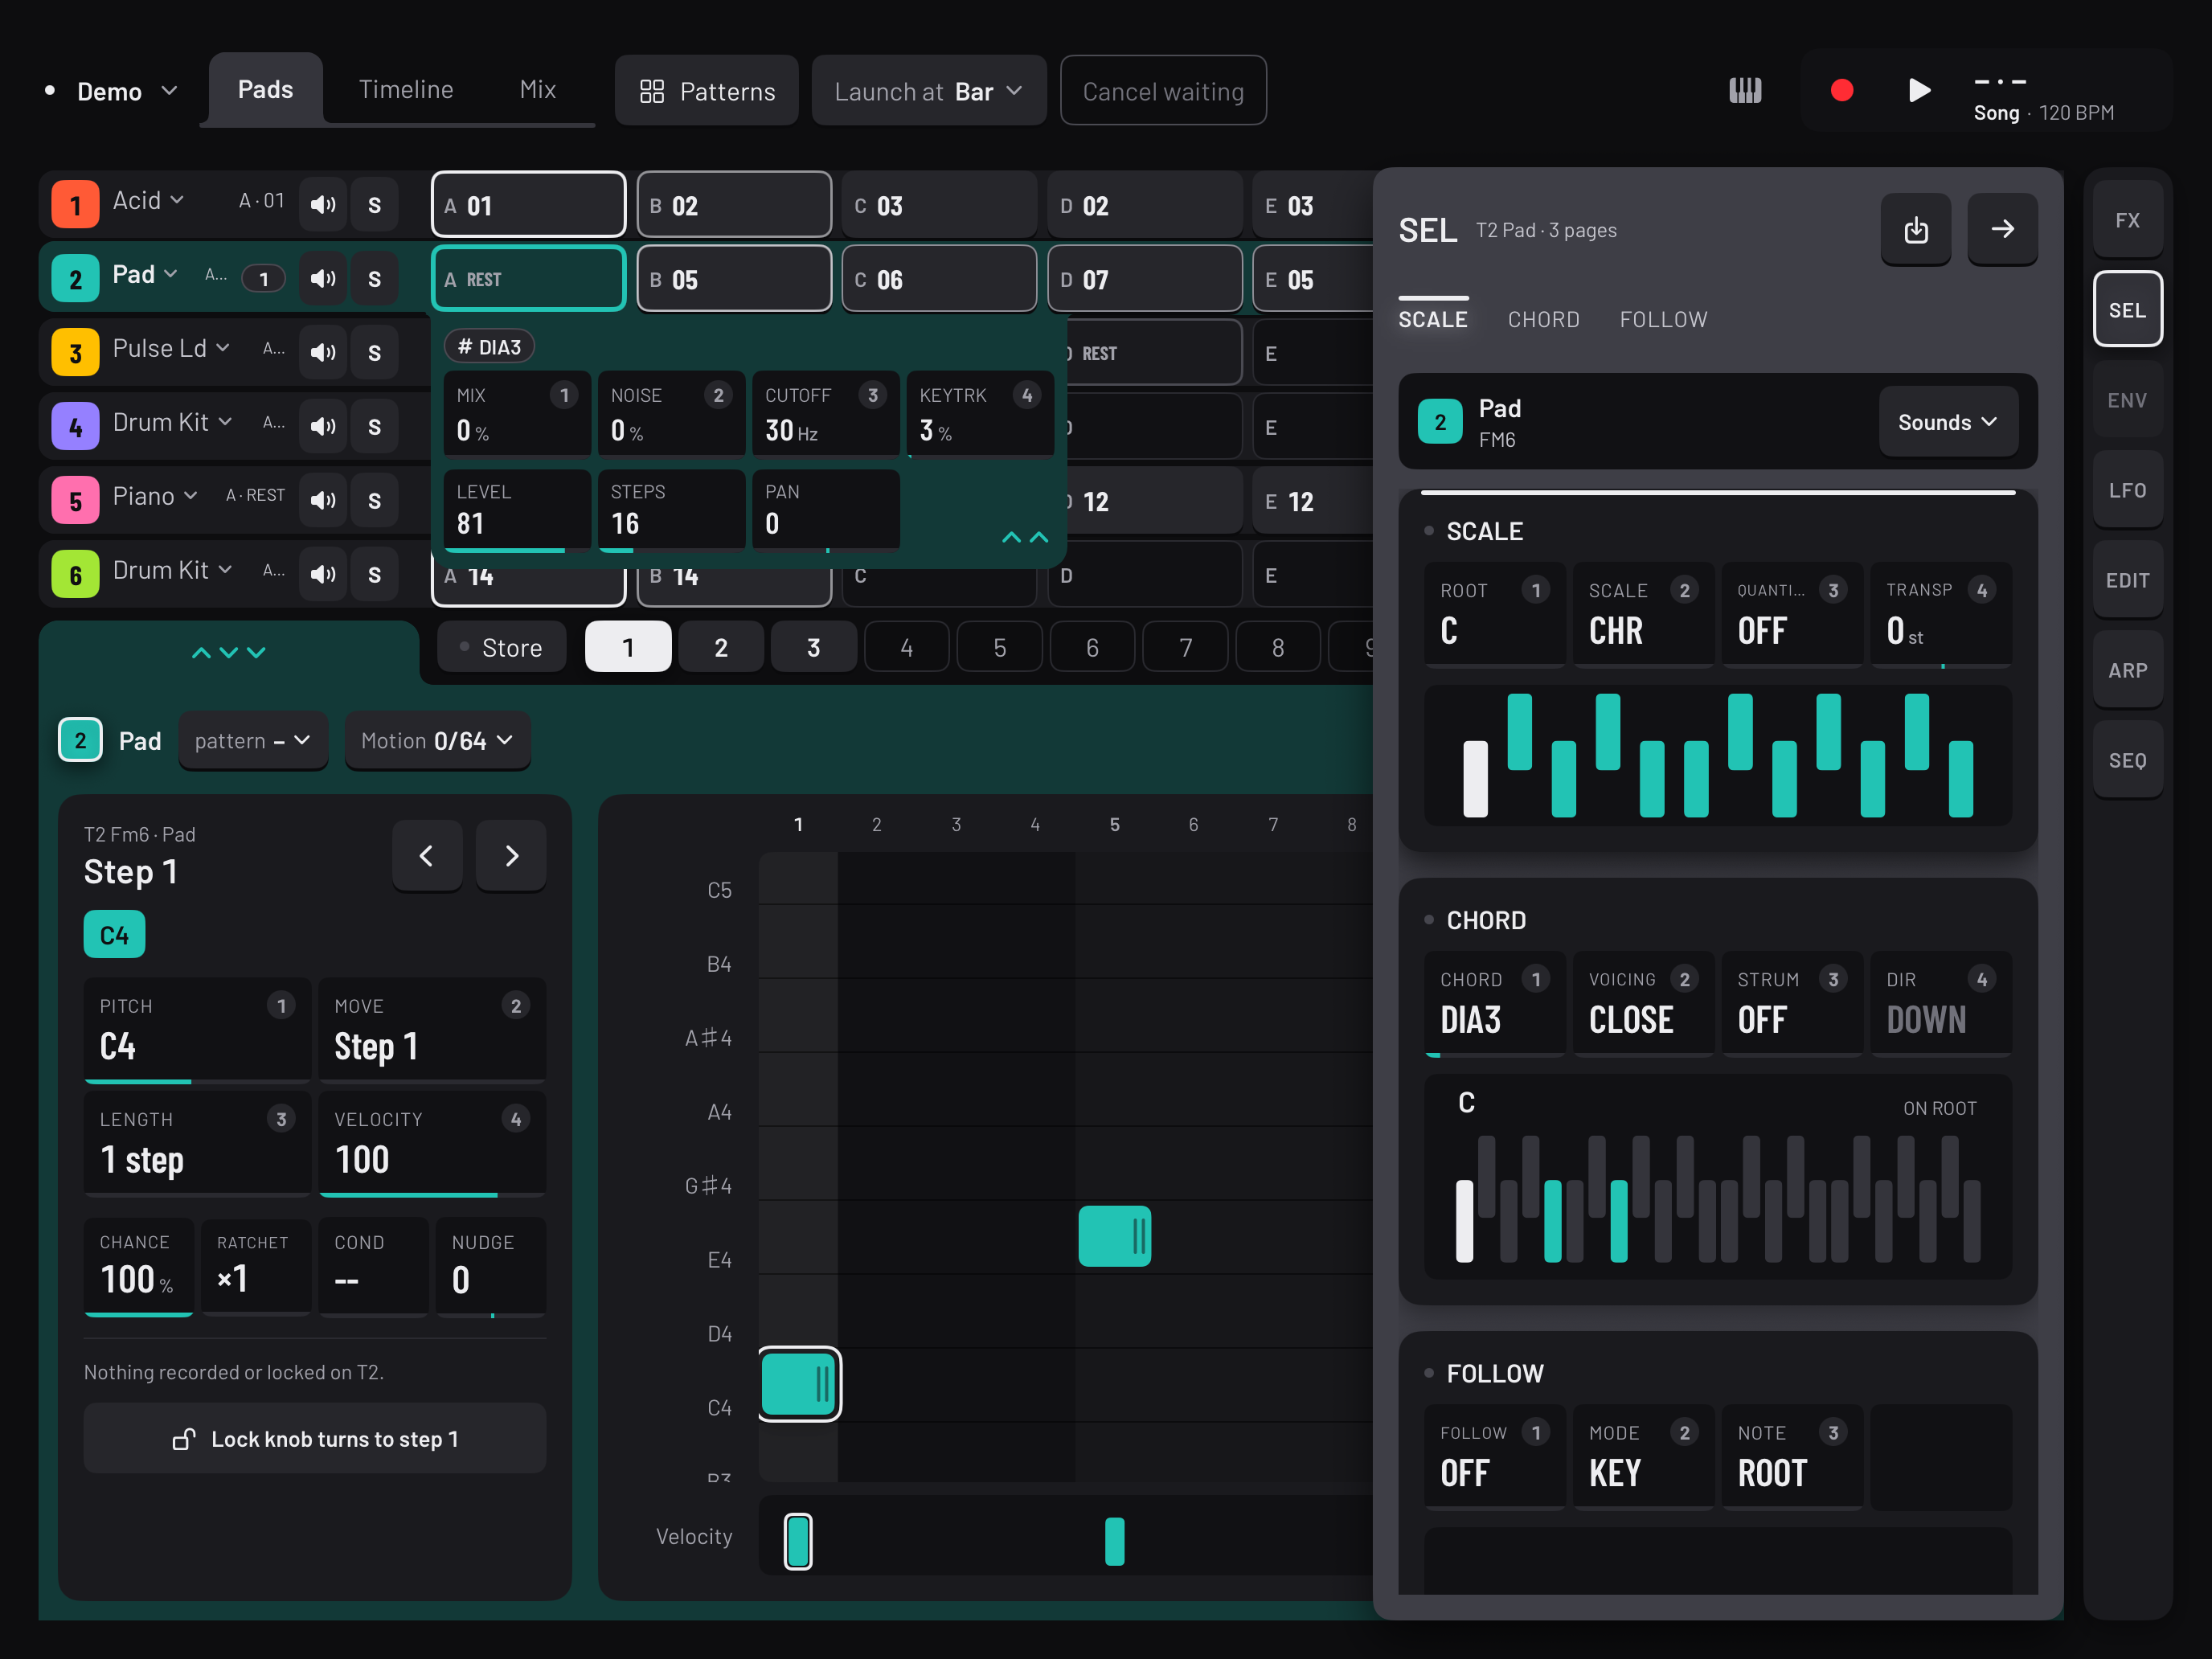 Demo
Pads
Timeline
Mix
Patterns
Launch at Bar
Cancel waiting
Song · 120 BPM
1 Acid A · 01 S
A 01
B 02
C 03
D 02
E 03
2 Pad A... 1 S
A REST
B 05
C 06
D 07
E 05
3 Pulse Ld A... S
REST
E
4 Drum Kit A... S
E
5 Piano A · REST S
12
E 12
6 Drum Kit A... S
A 14
B 14
C
D
E
# DIA3
MIX 1
0 %
NOISE 2
0 %
CUTOFF 3
30 Hz
KEYTRK 4
3 %
LEVEL
81
STEPS
16
PAN
0
Store
1 2 3 4 5 6 7 8 9
2 Pad
pattern –
Motion 0/64
T2 Fm6 · Pad
Step 1
C4
PITCH 1
C4
MOVE 2
Step 1
LENGTH 3
1 step
VELOCITY 4
100
CHANCE
100 %
RATCHET
×1
COND
--
NUDGE
0
Nothing recorded or locked on T2.
Lock knob turns to step 1
1 2 3 4 5 6 7 8
C5
B4
A♯4
A4
G♯4
E4
D4
C4
B3
Velocity
SEL T2 Pad · 3 pages
SCALE CHORD FOLLOW
2 Pad
FM6
Sounds
SCALE
ROOT 1
C
SCALE 2
CHR
QUANTI... 3
OFF
TRANSP 4
0 st
CHORD
CHORD 1
DIA3
VOICING 2
CLOSE
STRUM 3
OFF
DIR 4
DOWN
C
ON ROOT
FOLLOW
FOLLOW 1
OFF
MODE 2
KEY
NOTE 3
ROOT
FX
SEL
ENV
LFO
EDIT
ARP
SEQ